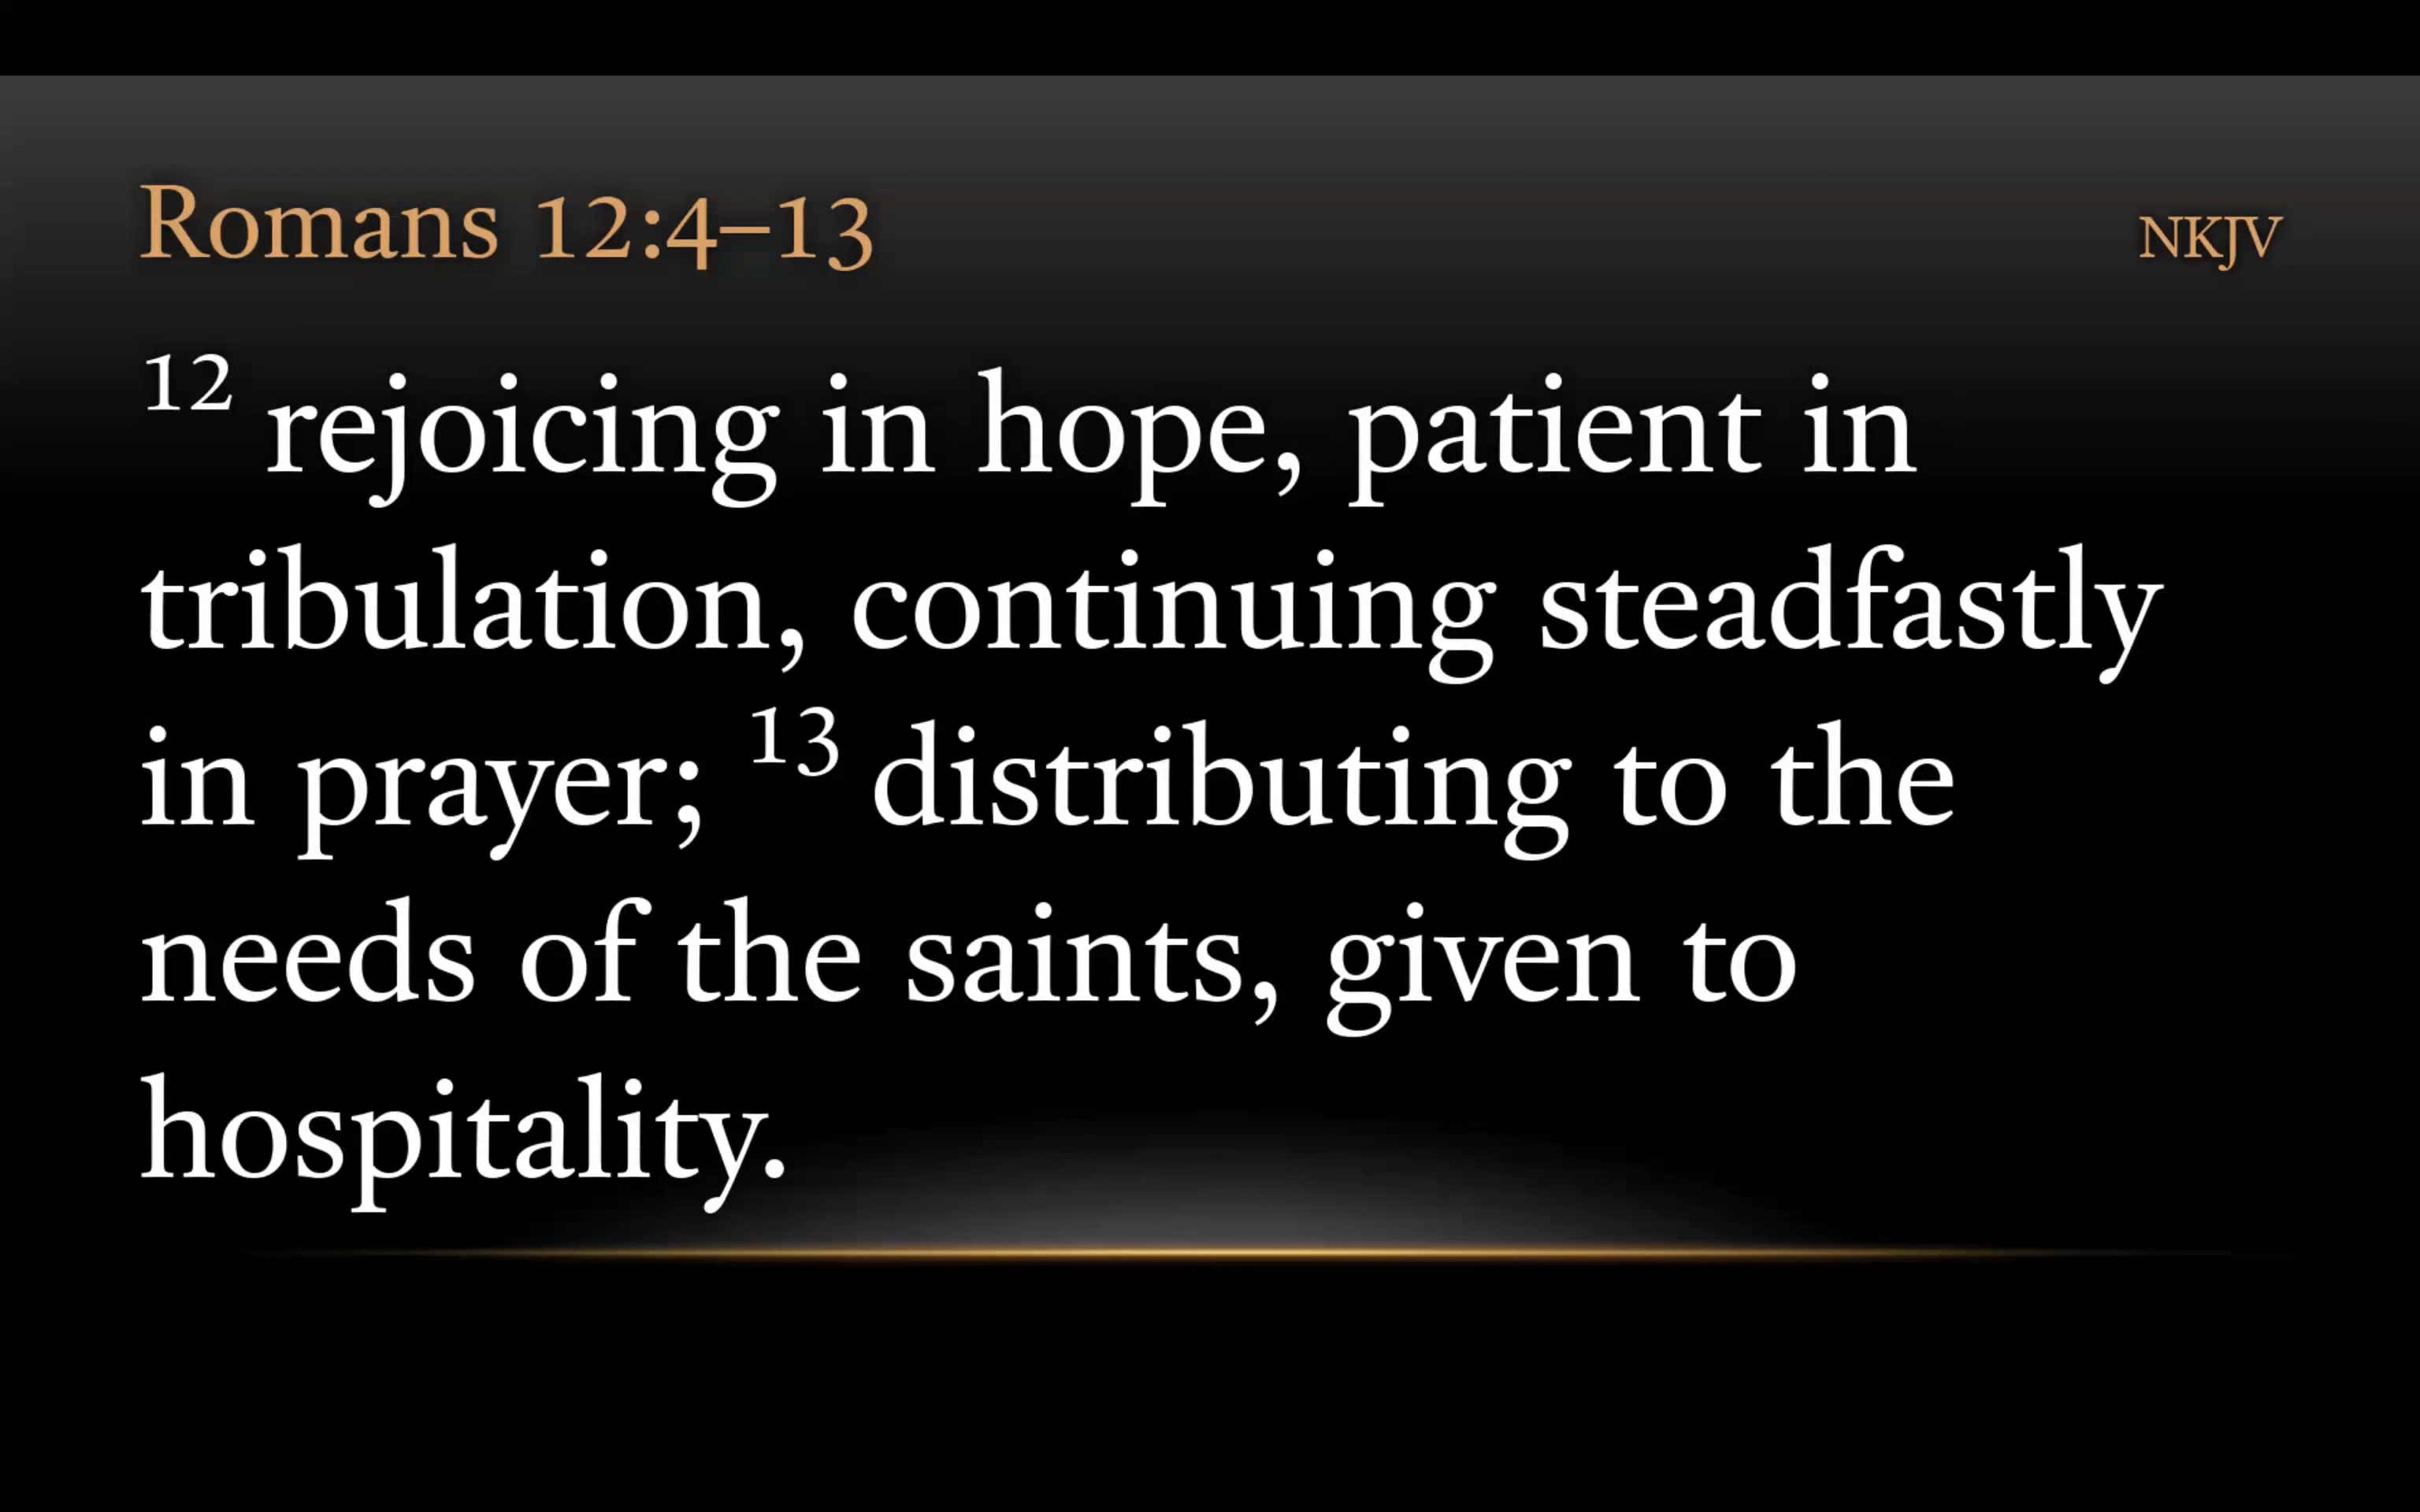 Romans 12:4–13
NKJV
12 rejoicing in hope, patient in
tribulation, continuing steadfastly
in prayer; 13 distributing to the
needs of the saints, given to
hospitality.